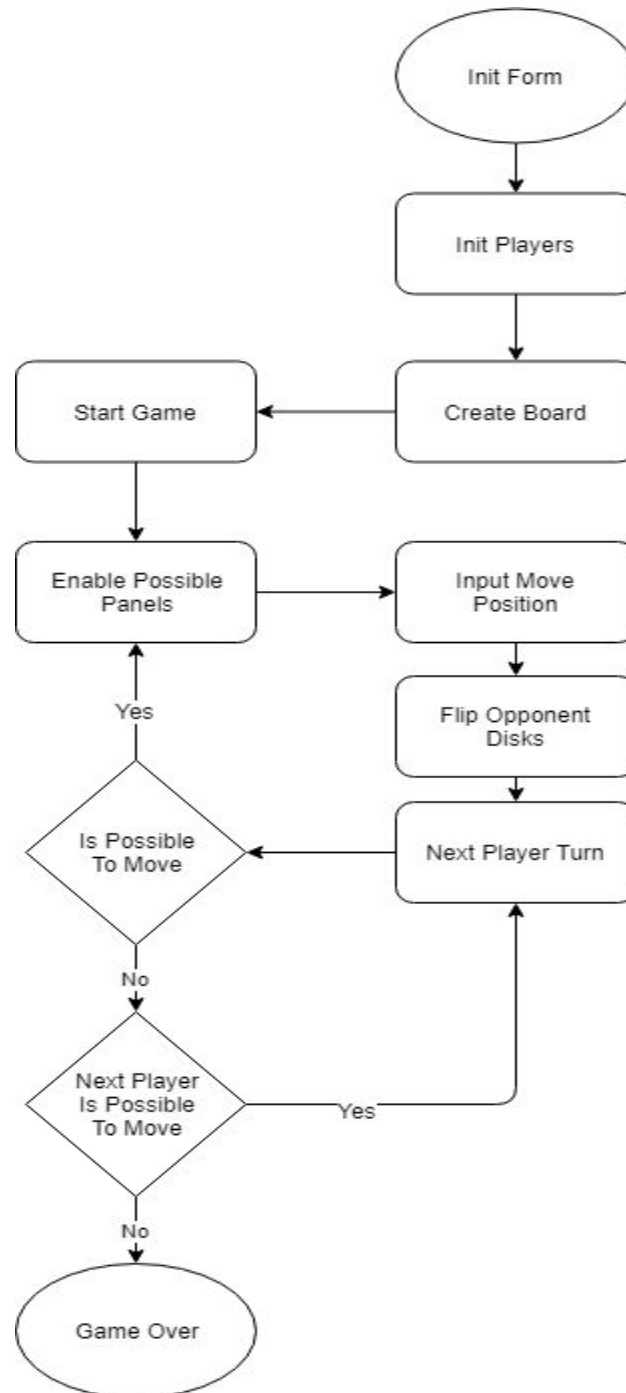 Init Form
Init Players
Create Board
Start Game
Enable Possible
Panels
Input Move
Position
Flip Opponent
Disks
Next Player Turn
Yes
Is Possible
To Move
No
Next Player
Is Possible
To Move
Yes
No
Game Over